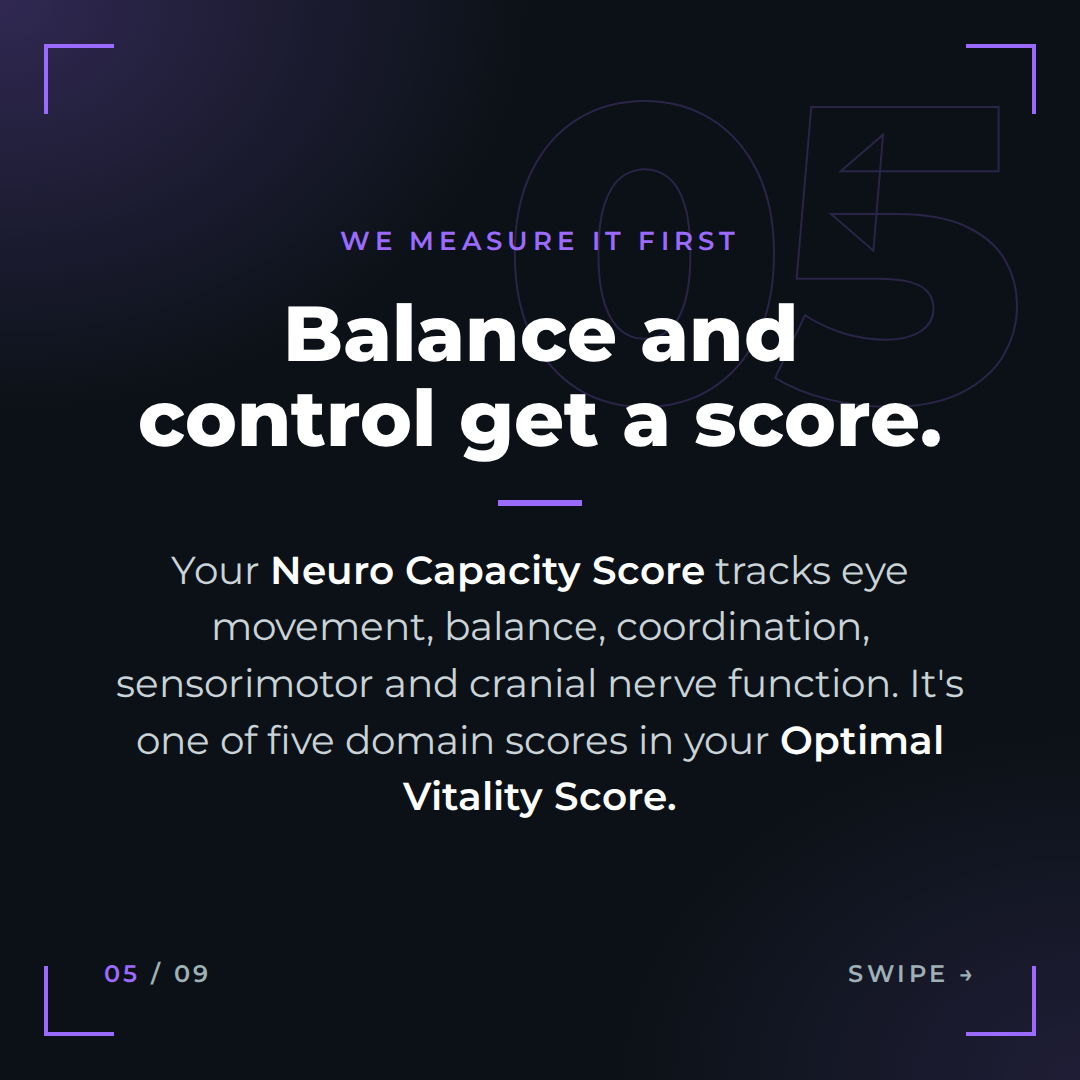 05
WE MEASURE IT FIRST
Balance and
control get a score.
Your Neuro Capacity Score tracks eye
movement, balance, coordination,
sensorimotor and cranial nerve function. It's
one of five domain scores in your Optimal
Vitality Score.
05 / 09
SWIPE →